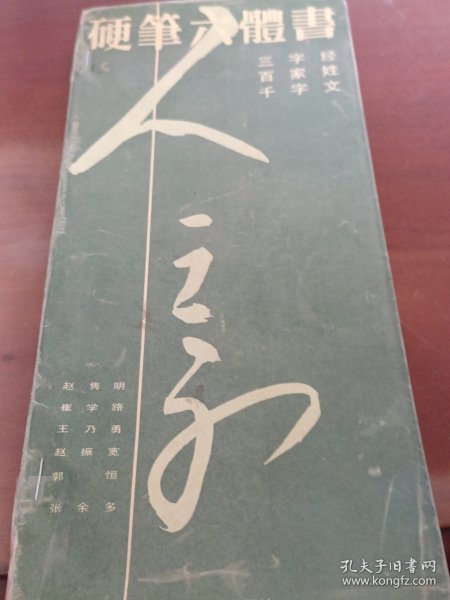 硬筆六體書
三字经
百家姓
千字文
人之初
赵隽明
崔学路
王乃勇
赵振宽
郭恒
张余多
孔夫子旧书网
www.kongfz.com